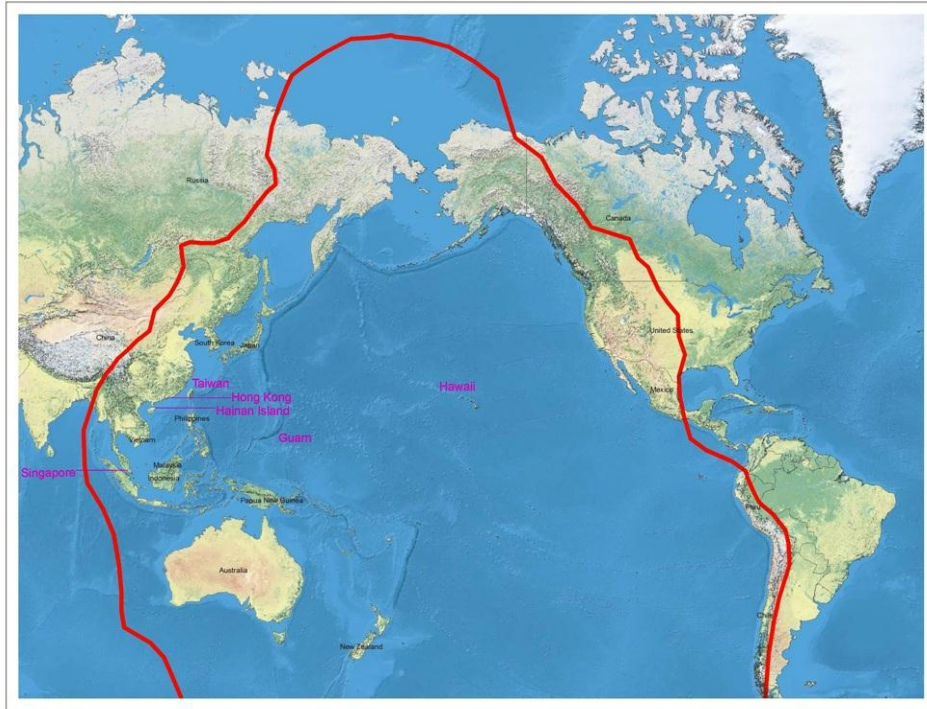 Russia
Canada
United States
China
South Korea
Japan
Taiwan
Hawaii
Mexico
Hong Kong
Hainan Island
Philippines
Guam
Vietnam
Singapore
Malaysia
Indonesia
Papua New Guinea
Peru
Australia
Chile
New Zealand